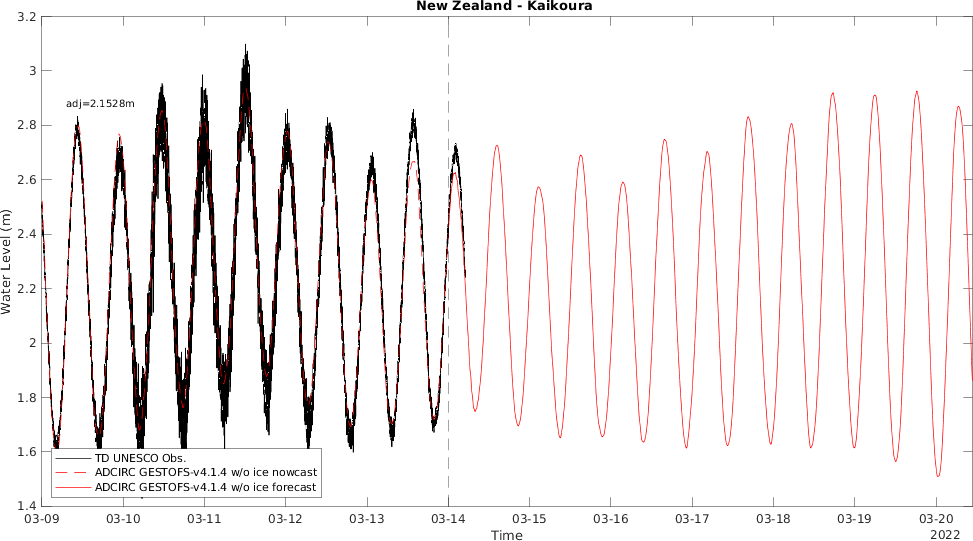 New Zealand - Kaikoura
3.2
3
2.8
2.6
2.4
2.2
2
1.8
1.6
1.4
Water Level (m)
adj=2.1528m
TD UNESCO Obs.
ADCIRC GESTOFS-v4.1.4 w/o ice nowcast
ADCIRC GESTOFS-v4.1.4 w/o ice forecast
03-09 03-10 03-11 03-12 03-13 03-14 03-15 03-16 03-17 03-18 03-19 03-20
Time
2022